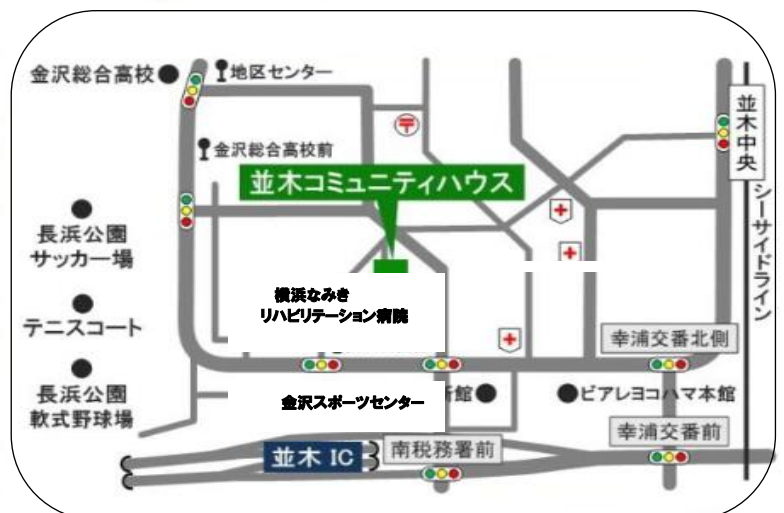 金沢総合高校
地区センター
〒
金沢総合高校前
並木コミュニティハウス
並木中央
シーサイドライン
長浜公園
サッカー場
横浜なみき
リハビリテーション病院
テニスコート
幸浦交番北側
長浜公園
軟式野球場
金沢スポーツセンター
新館
ビアレヨコハマ本館
幸浦交番前
並木 IC
南税務署前